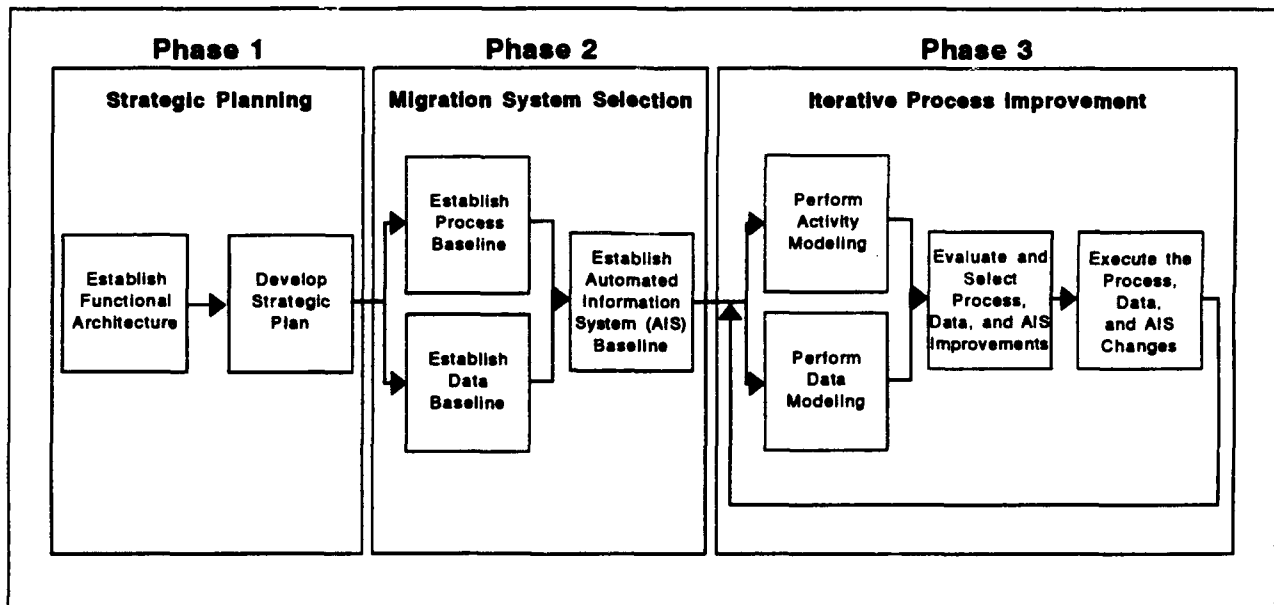 Phase 1
Phase 2
Phase 3
Strategic Planning
Migration System Selection
Iterative Process Improvement
Establish
Functional
Architecture
Develop
Strategic
Plan
Establish
Process
Baseline
Establish
Data
Baseline
Establish
Automated
Information
System (AIS)
Baseline
Perform
Activity
Modeling
Perform
Data
Modeling
Evaluate and
Select
Process,
Data, and AIS
Improvements
Execute the
Process,
Data,
and AIS
Changes